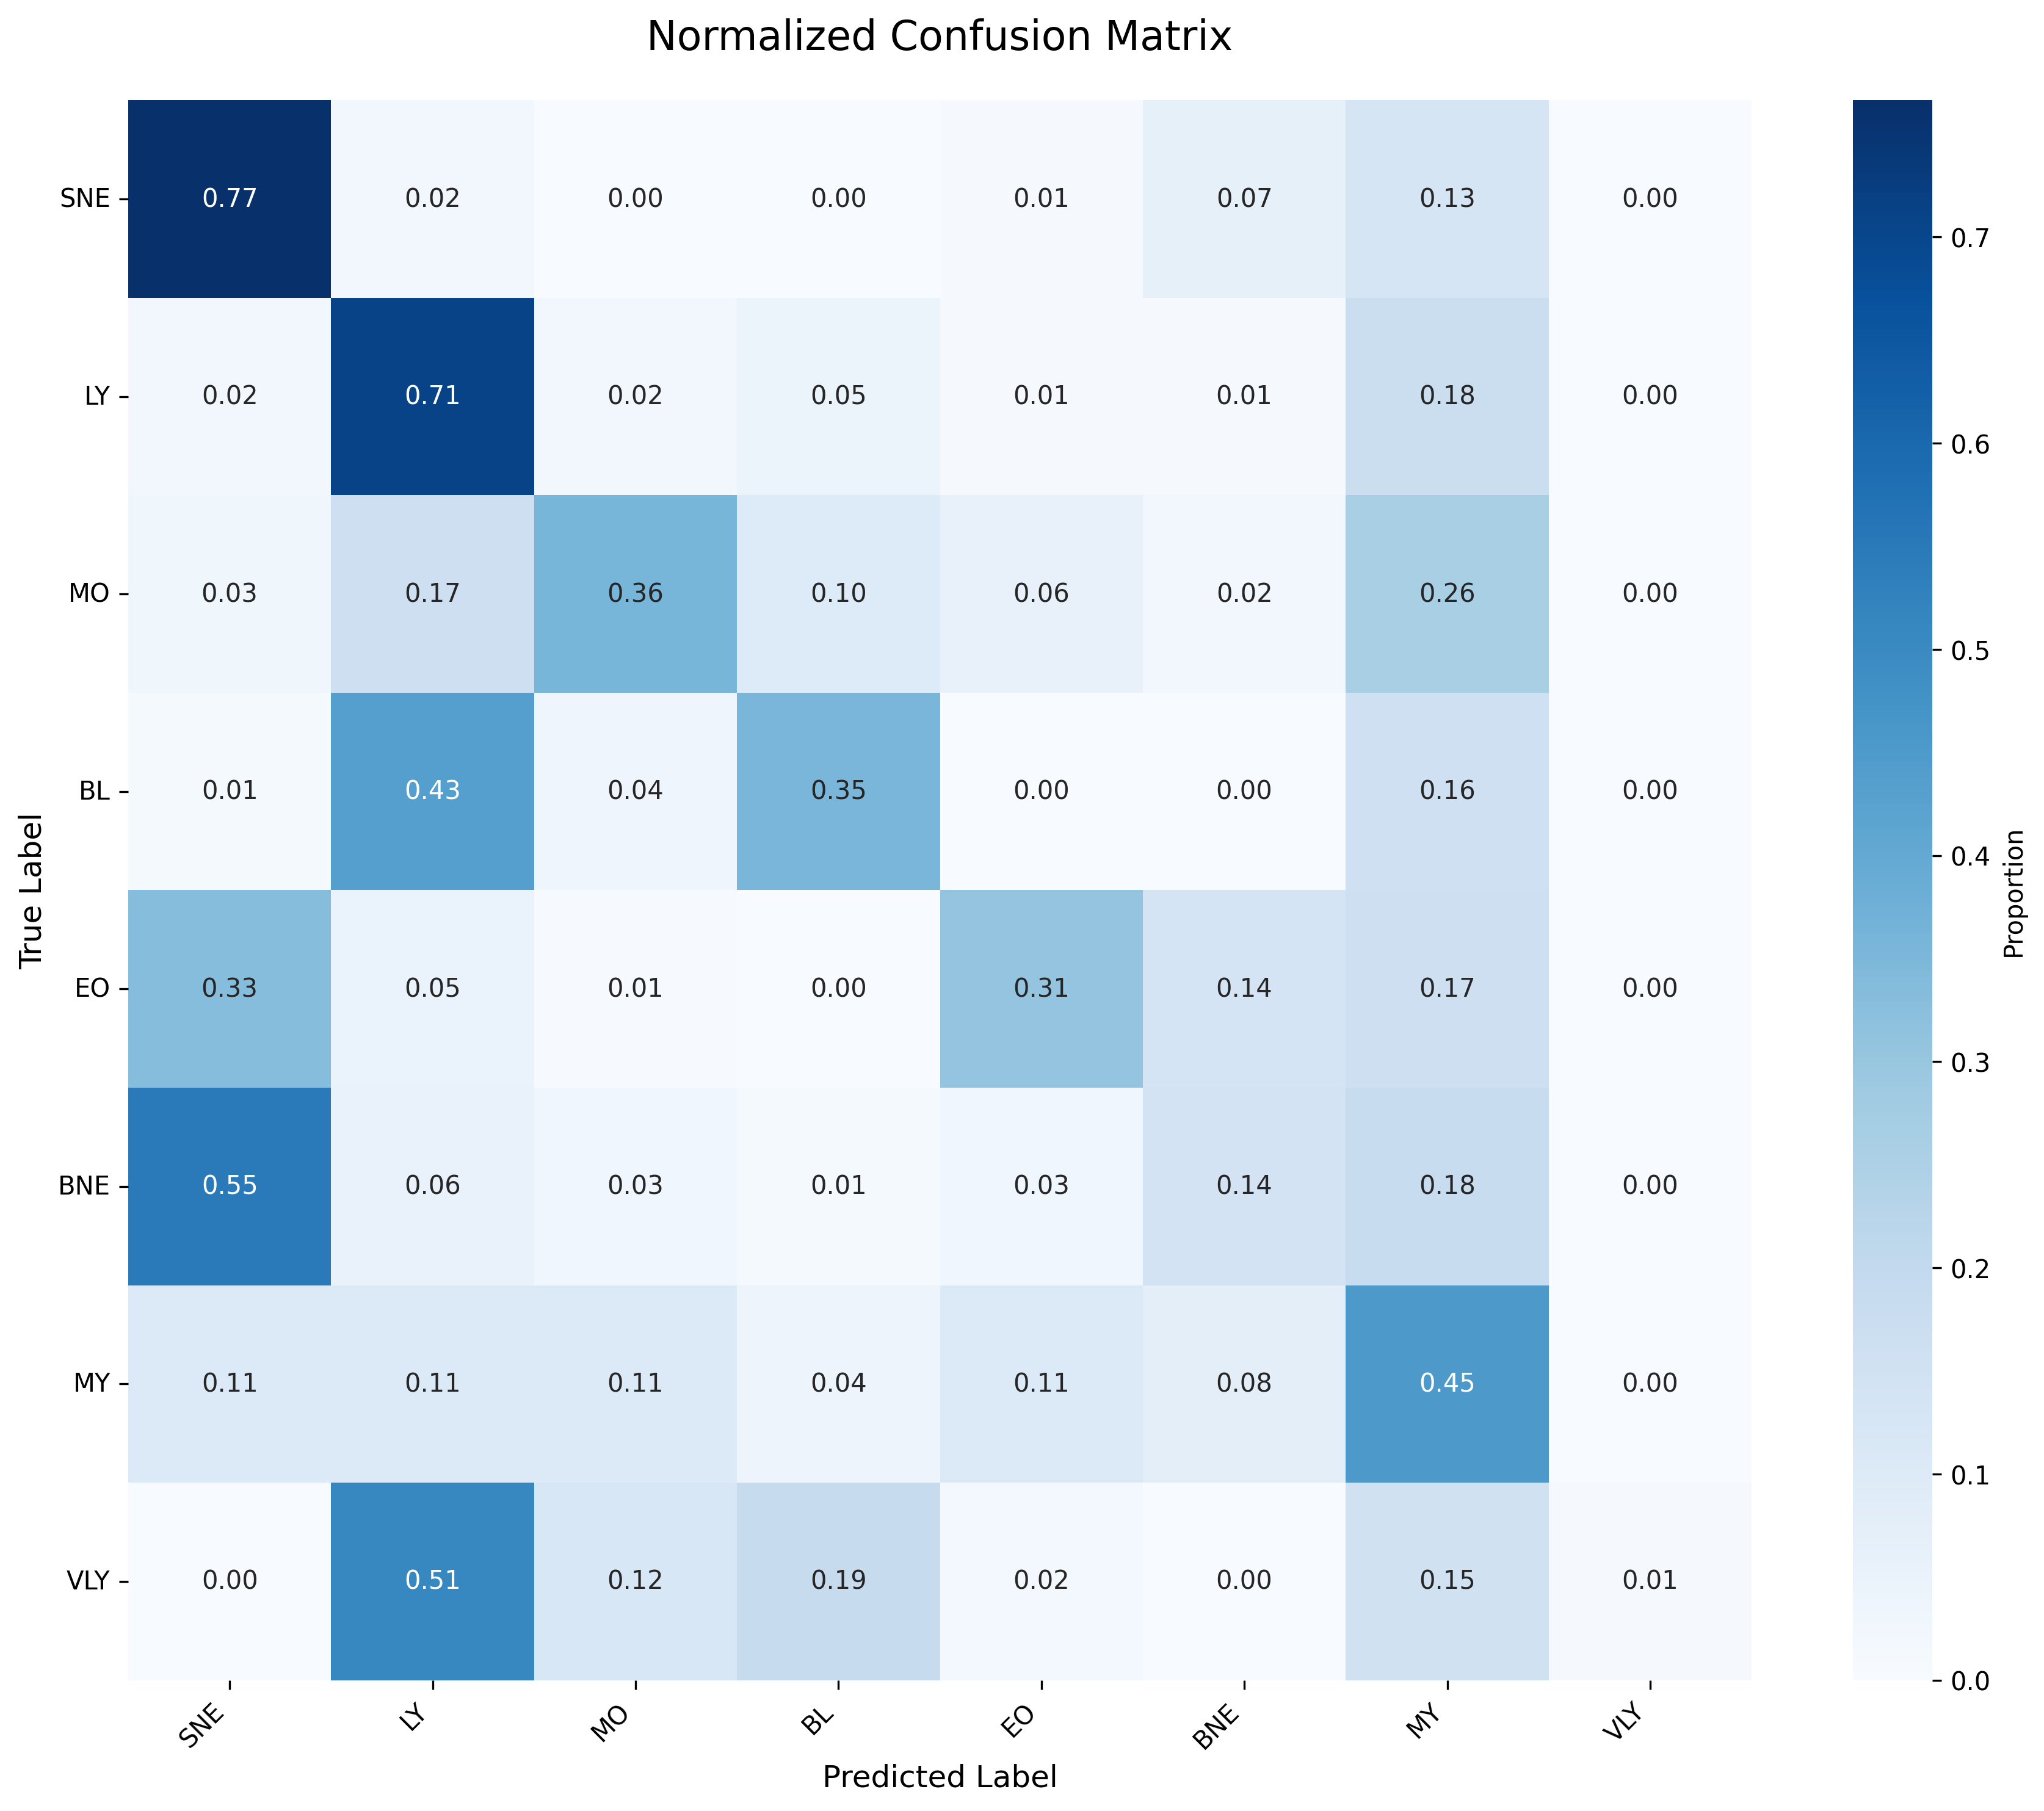 Normalized Confusion Matrix
SNE 0.77 0.02 0.00 0.00 0.01 0.07 0.13 0.00
LY 0.02 0.71 0.02 0.05 0.01 0.01 0.18 0.00
MO 0.03 0.17 0.36 0.10 0.06 0.02 0.26 0.00
BL 0.01 0.43 0.04 0.35 0.00 0.00 0.16 0.00
EO 0.33 0.05 0.01 0.00 0.31 0.14 0.17 0.00
BNE 0.55 0.06 0.03 0.01 0.03 0.14 0.18 0.00
MY 0.11 0.11 0.11 0.04 0.11 0.08 0.45 0.00
VLY 0.00 0.51 0.12 0.19 0.02 0.00 0.15 0.01
SNE LY MO BL EO BNE MY VLY
Predicted Label
True Label
0.7
0.6
0.5
0.4
0.3
0.2
0.1
0.0
Proportion